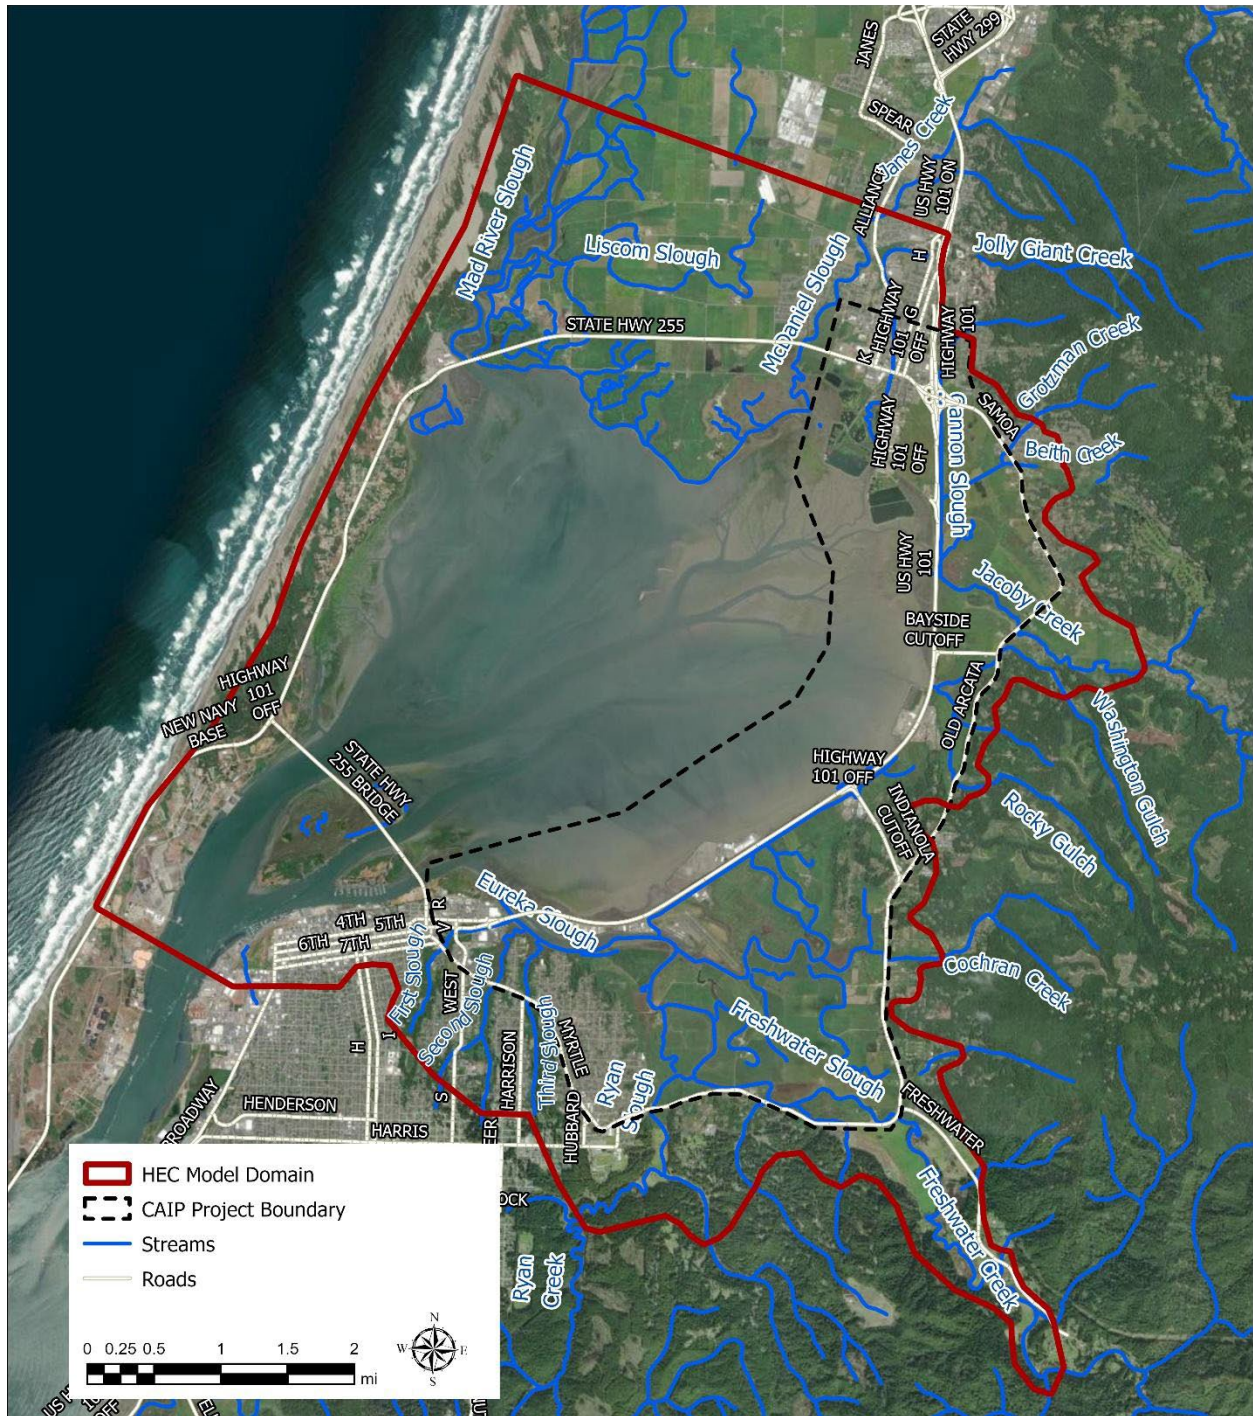 JANES
STATE
HWY 299
SPEAR
Janes Creek
ALLIANCE
US HWY
101 ON
Mad River Slough
Liscom Slough
McDaniel Slough
H
Jolly Giant Creek
STATE HWY 255
K
HIGHWAY
101
OFF
G
HIGHWAY
101
Grotzman Creek
SAMOA
Beith Creek
HIGHWAY
101
OFF
Gannon Slough
US HWY
101
Jacoby Creek
BAYSIDE
CUTOFF
OLD ARCATA
Washington Gulch
HIGHWAY
101
OFF
NEW NAVY
BASE
STATE HWY
255 BRIDGE
HIGHWAY
101 OFF
INDIANOLA
CUTOFF
Rocky Gulch
R
V
4TH
5TH
6TH
7TH
Eureka Slough
First Slough
WEST
Second Slough
Cochran Creek
H
I
S
HARRISON
Third Slough
MYRTLE
HUBBARD
Ryan
Slough
Freshwater Slough
FRESHWATER
BROADWAY
HENDERSON
HARRIS
EER
OCK
Ryan
Creek
Freshwater Creek
HEC Model Domain
CAIP Project Boundary
Streams
Roads
0 0.25 0.5 1 1.5 2
mi
N
W E
S
US H
OFF